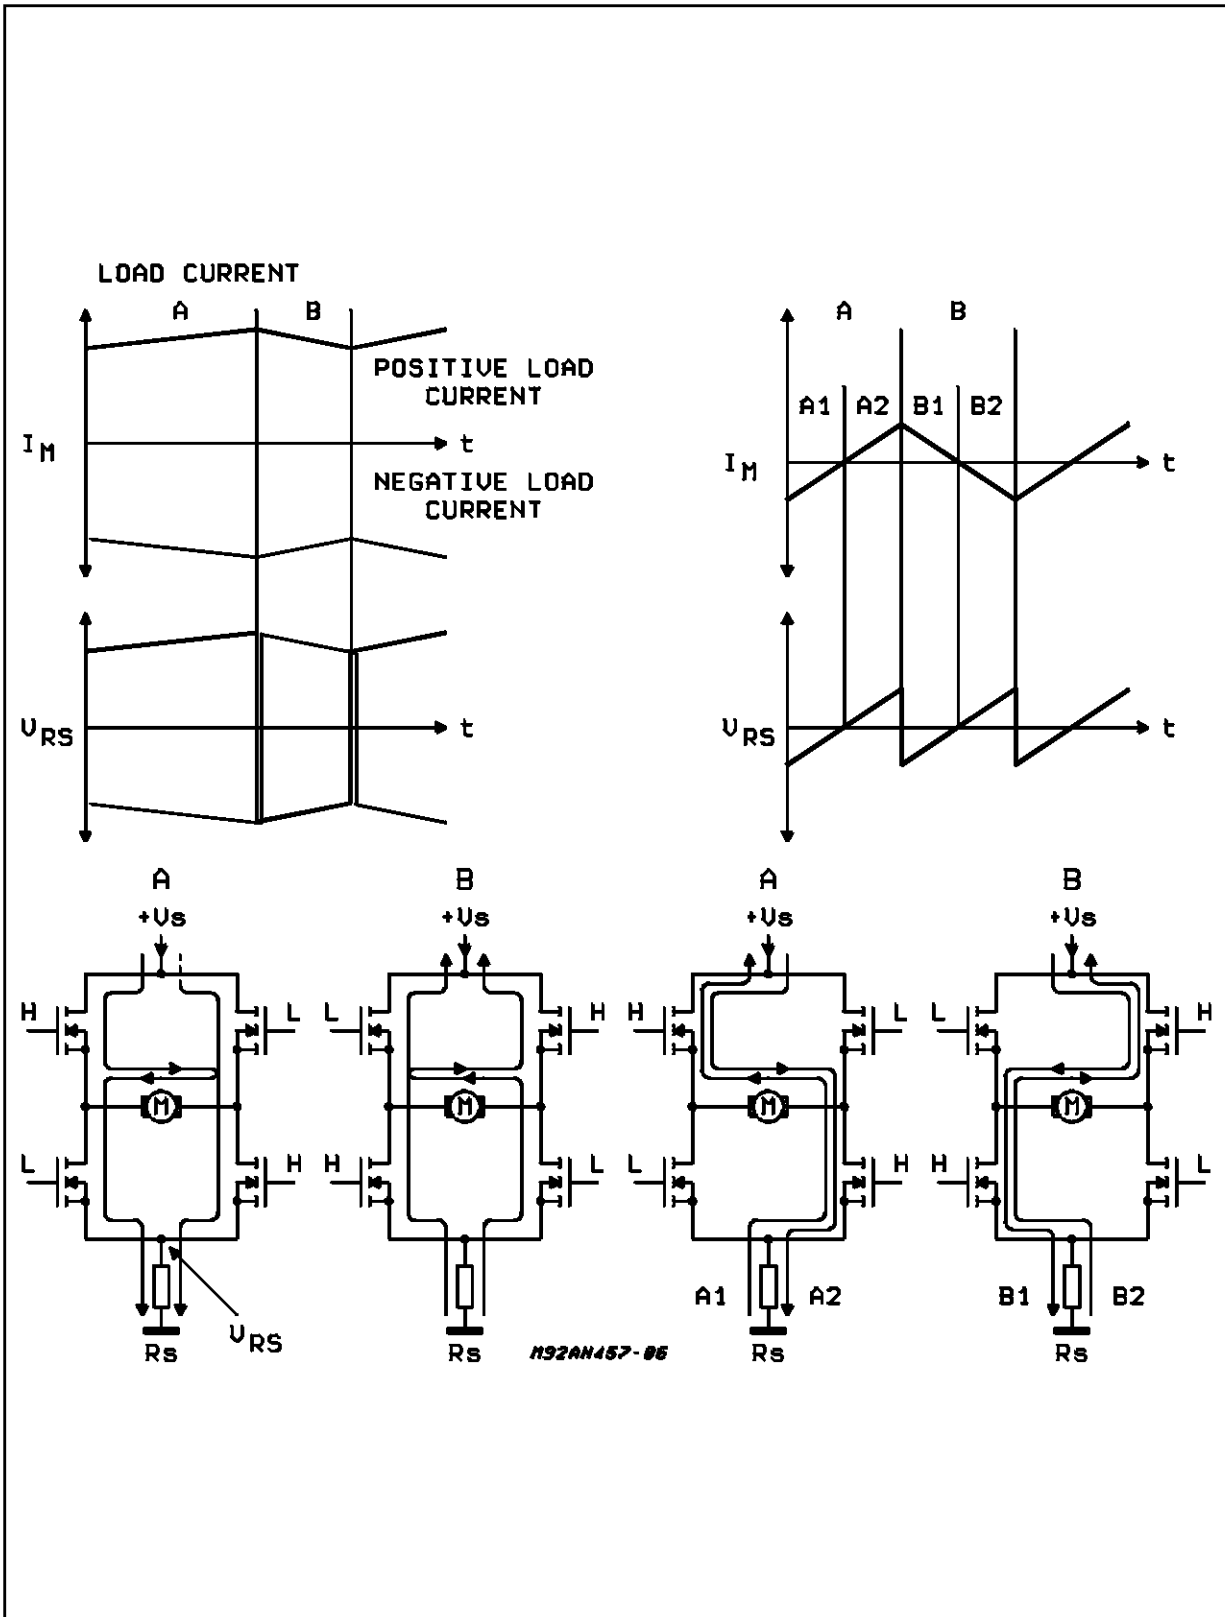 LOAD CURRENT
A B
POSITIVE LOAD
CURRENT
I M t
NEGATIVE LOAD
CURRENT
V RS t
A B
A1 A2 B1 B2
I M t
V RS t
A B A B
+Vs +Vs +Vs +Vs
H L L H H L L H
M M M M
L H H L L H H L
A1 A2 B1 B2
V RS
Rs Rs Rs Rs
M92AN457-06